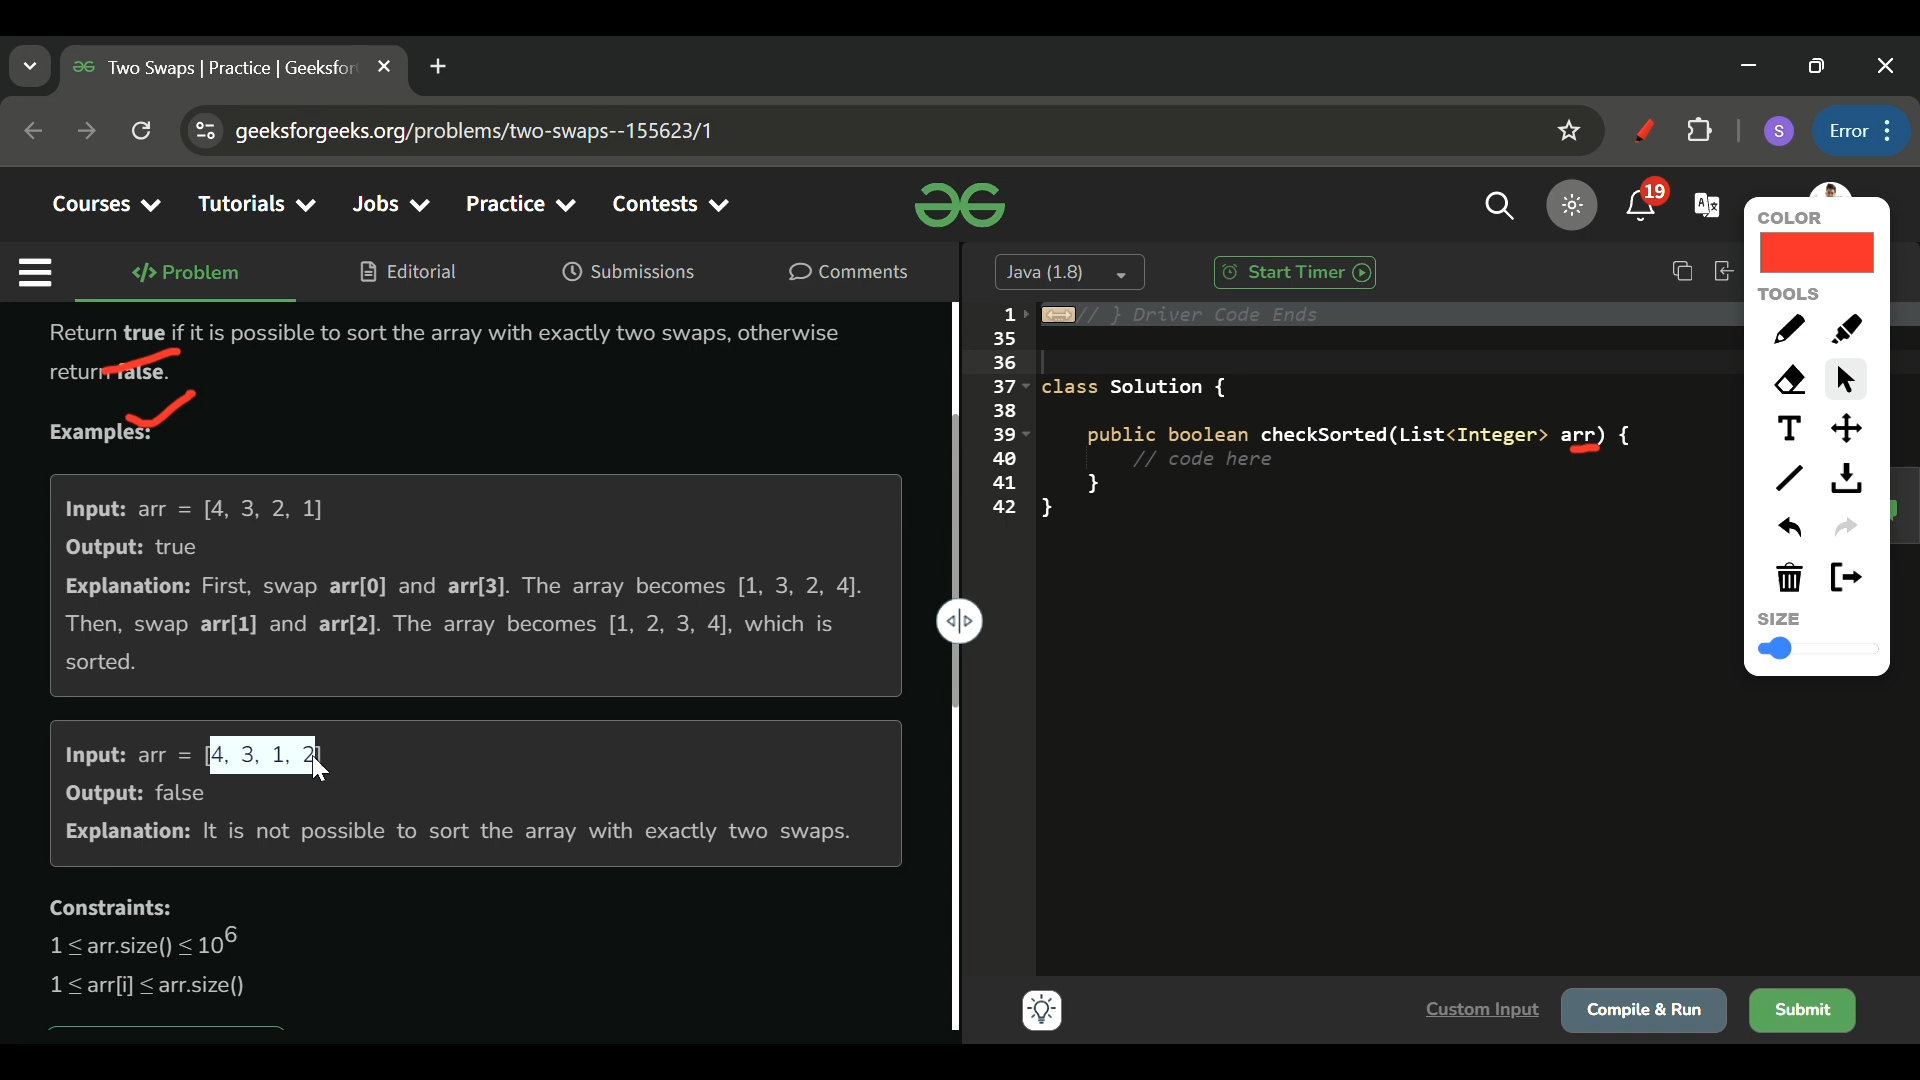 Two Swaps | Practice | Geeksfor
geeksforgeeks.org/problems/two-swaps--155623/1
S
Error
Courses
Tutorials
Jobs
Practice
Contests
19
Problem
Editorial
Submissions
Comments
Return true if it is possible to sort the array with exactly two swaps, otherwise
return false.
Examples:
Input: arr = [4, 3, 2, 1]
Output: true
Explanation: First, swap arr[0] and arr[3]. The array becomes [1, 3, 2, 4].
Then, swap arr[1] and arr[2]. The array becomes [1, 2, 3, 4], which is
sorted.
Input: arr = [4, 3, 1, 2]
Output: false
Explanation: It is not possible to sort the array with exactly two swaps.
Constraints:
1 ≤ arr.size() ≤ 10^6
1 ≤ arr[i] ≤ arr.size()
Java (1.8)
Start Timer
1 // } Driver Code Ends
35
36
37 class Solution {
38
39 public boolean checkSorted(List<Integer> arr) {
40 // code here
41 }
42 }
Custom Input
Compile & Run
Submit
COLOR
TOOLS
T
SIZE